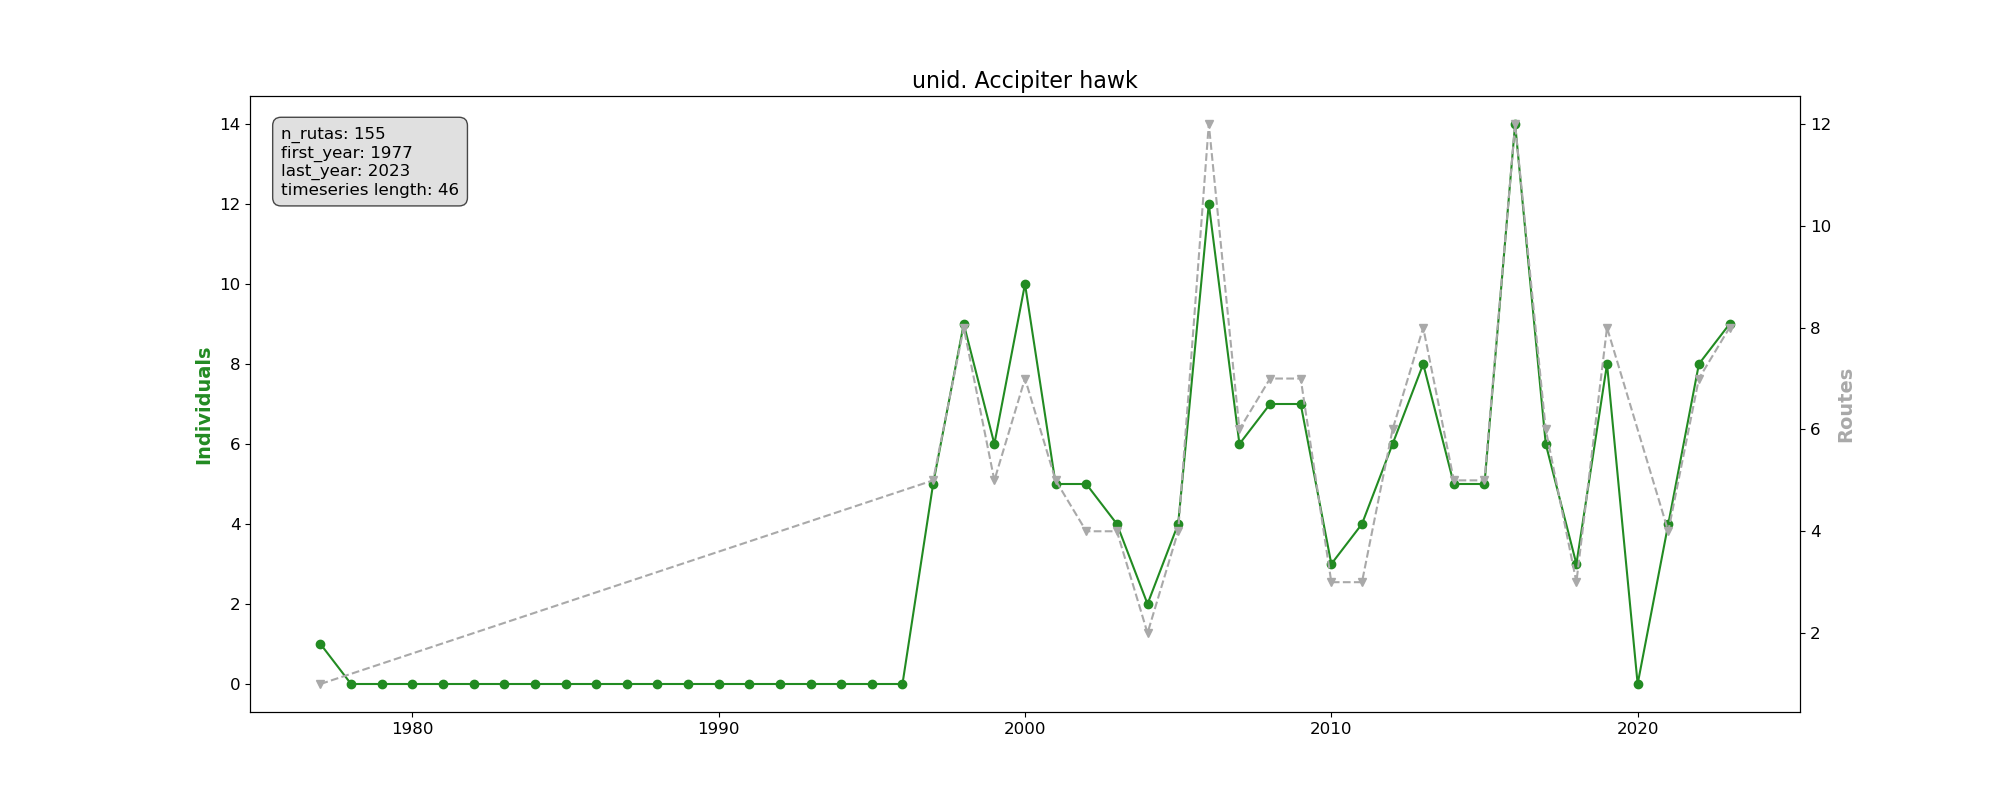 unid. Accipiter hawk
n_rutas: 155
first_year: 1977
last_year: 2023
timeseries length: 46
Individuals
14
12
10
8
6
4
2
0
12
10
8
6
4
2
Routes
1980
1990
2000
2010
2020